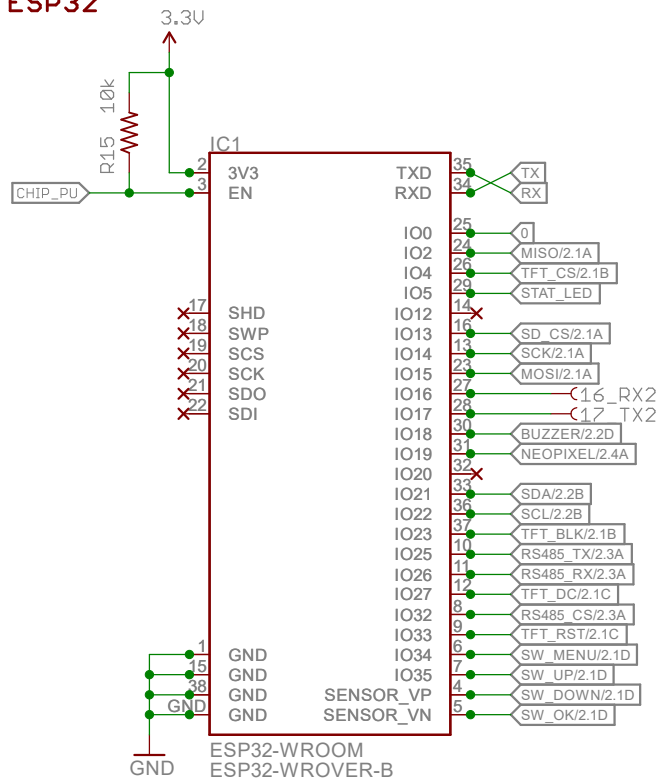 ESP32
3.3V
R15 10k
IC1
CHIP_PU
2 3V3 TXD 35 TX
3 EN RXD 34 RX
IO0 25 0
IO2 24 MISO/2.1A
IO4 26 TFT_CS/2.1B
IO5 29 STAT_LED
17 SHD IO12 14
18 SWP IO13 16 SD_CS/2.1A
19 SCS IO14 13 SCK/2.1A
20 SCK IO15 23 MOSI/2.1A
21 SDO IO16 27 16_RX2
22 SDI IO17 28 17_TX2
IO18 30 BUZZER/2.2D
IO19 31 NEOPIXEL/2.4A
IO20 32
IO21 33 SDA/2.2B
IO22 36 SCL/2.2B
IO23 37 TFT_BLK/2.1B
IO25 10 RS485_TX/2.3A
IO26 11 RS485_RX/2.3A
IO27 12 TFT_DC/2.1C
IO32 8 RS485_CS/2.3A
IO33 9 TFT_RST/2.1C
1 GND IO34 6 SW_MENU/2.1D
15 GND IO35 7 SW_UP/2.1D
38 GND SENSOR_VP 4 SW_DOWN/2.1D
GND GND SENSOR_VN 5 SW_OK/2.1D
ESP32-WROOM
GND ESP32-WROVER-B